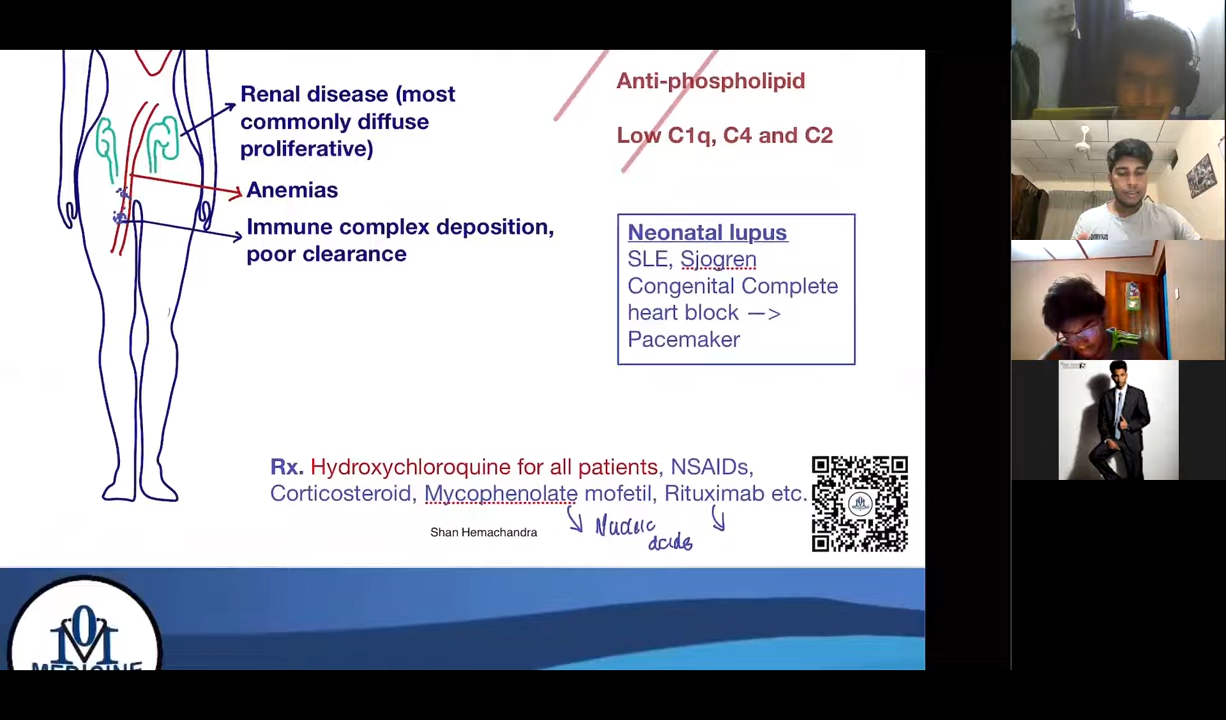 Renal disease (most
commonly diffuse
proliferative)
Anemias
Immune complex deposition,
poor clearance
Anti-phospholipid
Low C1q, C4 and C2
Neonatal lupus
SLE, Sjogren
Congenital Complete
heart block —>
Pacemaker
Rx. Hydroxychloroquine for all patients, NSAIDs,
Corticosteroid, Mycophenolate mofetil, Rituximab etc.
Nucleic
acids
Shan Hemachandra
MEDICINE